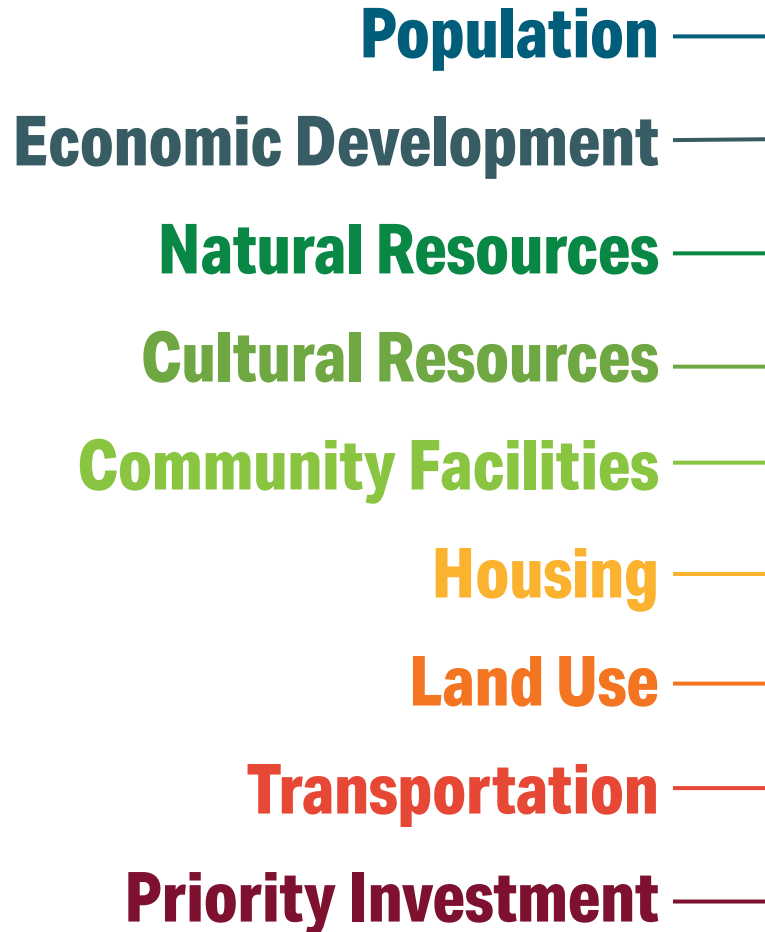 Population
Economic Development
Natural Resources
Cultural Resources
Community Facilities
Housing
Land Use
Transportation
Priority Investment